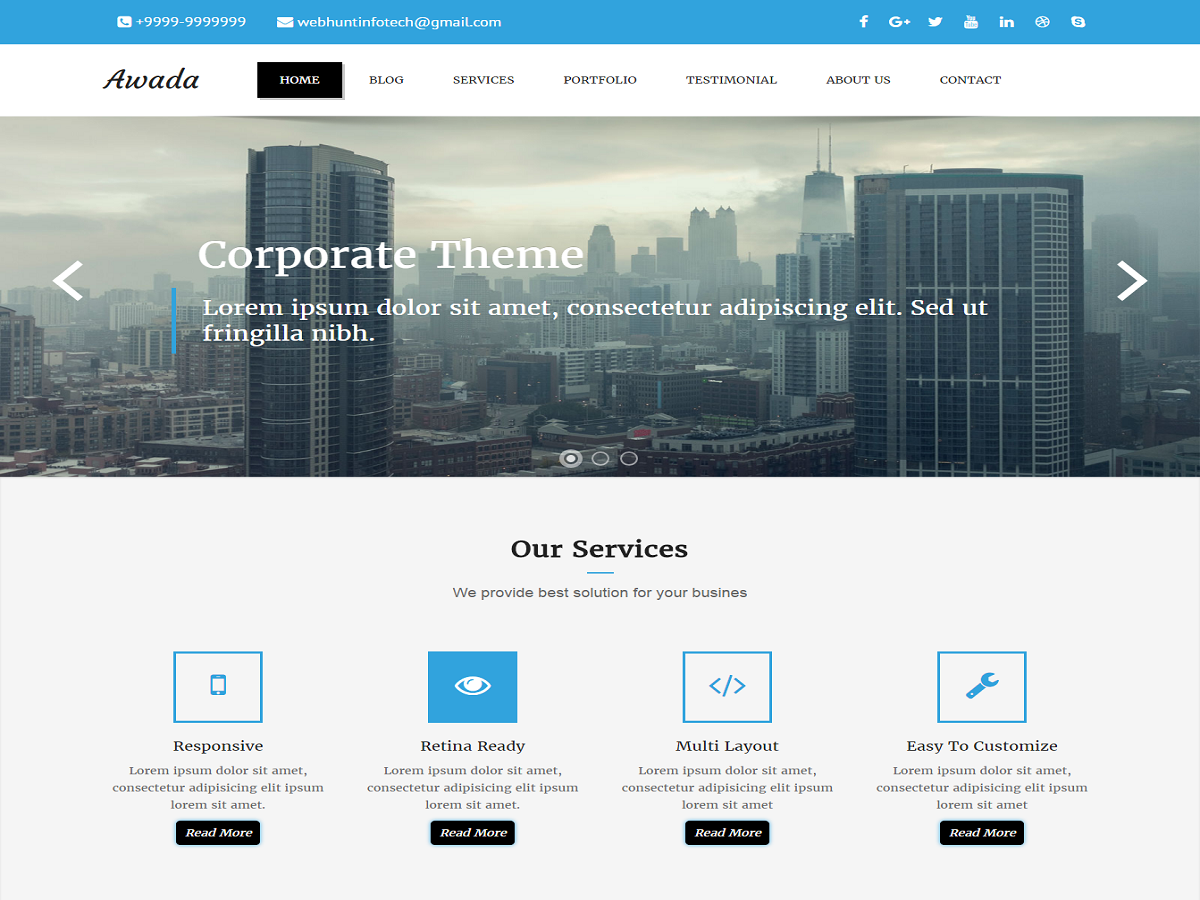 +9999-9999999 webhuntinfotech@gmail.com
Awada HOME BLOG SERVICES PORTFOLIO TESTIMONIAL ABOUT US CONTACT
Corporate Theme
Lorem ipsum dolor sit amet, consectetur adipiscing elit. Sed ut
fringilla nibh.
Our Services
We provide best solution for your busines
Responsive
Lorem ipsum dolor sit amet,
consectetur adipisicing elit ipsum
lorem sit amet.
Read More
Retina Ready
Lorem ipsum dolor sit amet,
consectetur adipisicing elit ipsum
lorem sit amet.
Read More
Multi Layout
Lorem ipsum dolor sit amet,
consectetur adipisicing elit ipsum
lorem sit amet
Read More
Easy To Customize
Lorem ipsum dolor sit amet,
consectetur adipisicing elit ipsum
lorem sit amet
Read More